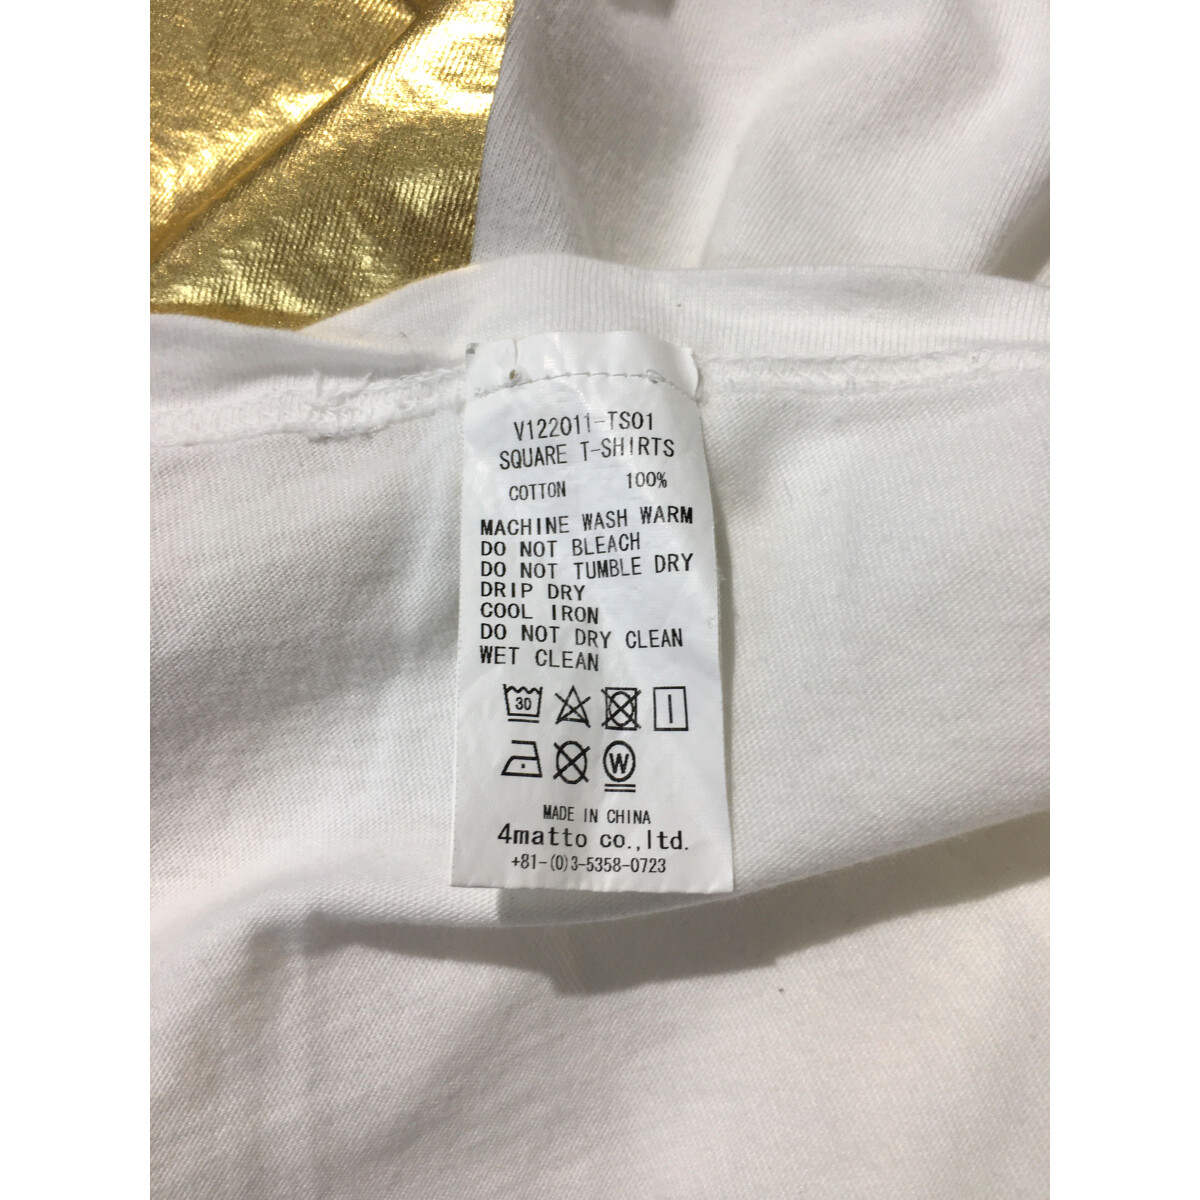 V122011-TS01
SQUARE T-SHIRTS
COTTON 100%
MACHINE WASH WARM
DO NOT BLEACH
DO NOT TUMBLE DRY
DRIP DRY
COOL IRON
DO NOT DRY CLEAN
WET CLEAN
30
W
MADE IN CHINA
4matto co.,ltd.
+81-(0)3-5358-0723